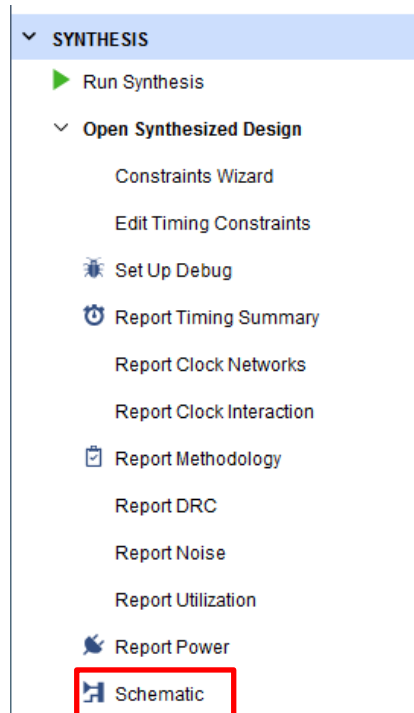 SYNTHESIS
Run Synthesis
Open Synthesized Design
Constraints Wizard
Edit Timing Constraints
Set Up Debug
Report Timing Summary
Report Clock Networks
Report Clock Interaction
Report Methodology
Report DRC
Report Noise
Report Utilization
Report Power
Schematic